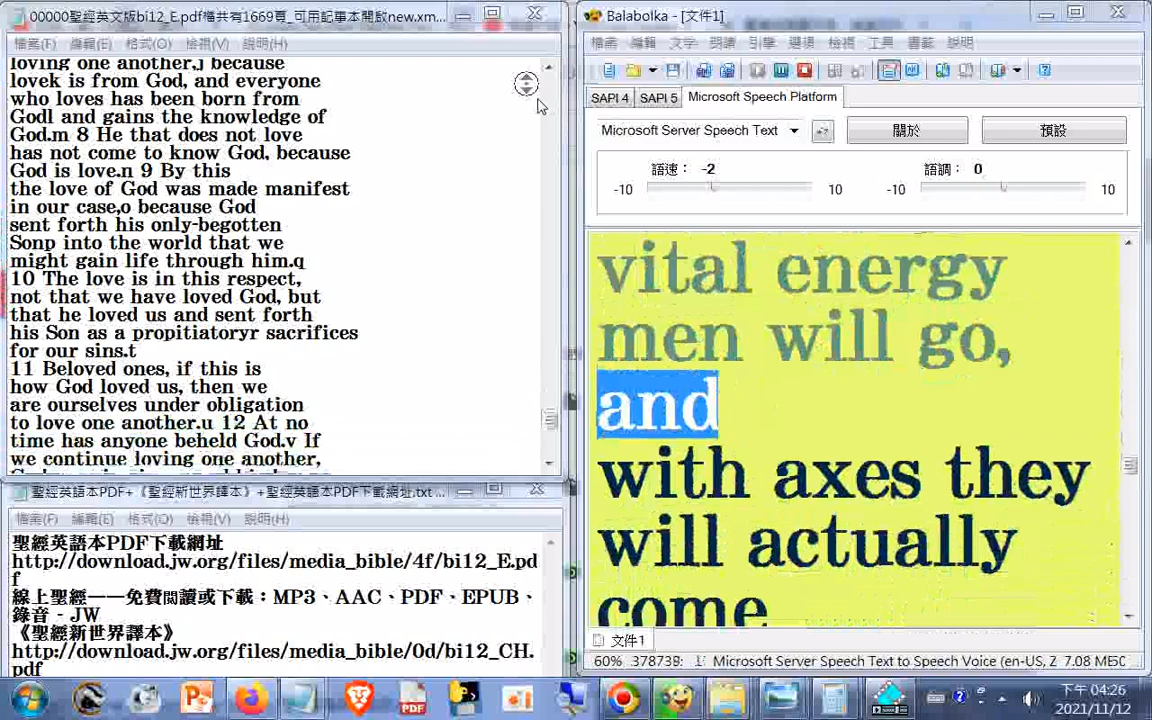 00000聖經英文版bi12_E.pdf檔共有1669頁_可用記事本開啟new.xm...
檔案(F) 編輯(E) 格式(O) 檢視(V) 說明(H)
loving one another,j because
lovek is from God, and everyone
who loves has been born from
Godl and gains the knowledge of
God.m 8 He that does not love
has not come to know God, because
God is love.n 9 By this
the love of God was made manifest
in our case,o because God
sent forth his only-begotten
Sonp into the world that we
might gain life through him.q
10 The love is in this respect,
not that we have loved God, but
that he loved us and sent forth
his Son as a propitiatoryr sacrifices
for our sins.t
11 Beloved ones, if this is
how God loved us, then we
are ourselves under obligation
to love one another.u 12 At no
time has anyone beheld God.v If
we continue loving one another,
聖經英語本PDF+《聖經新世界譯本》+聖經英語本PDF下載網址.txt ...
檔案(F) 編輯(E) 格式(O) 檢視(V) 說明(H)
聖經英語本PDF下載網址
http://download.jw.org/files/media_bible/4f/bi12_E.pd
f
線上聖經——免費閱讀或下載：MP3、AAC、PDF、EPUB、
錄音 - JW
《聖經新世界譯本》
http://download.jw.org/files/media_bible/0d/bi12_CH.
pdf
Balabolka - [文件1]
檔案 編輯 文字 朗讀 引擎 選項 檢視 工具 書籤 說明
SAPI 4 SAPI 5 Microsoft Speech Platform
Microsoft Server Speech Text 關於 預設
語速： -2 語調： 0
-10 10 -10 10
vital energy
men will go,
and
with axes they
will actually
come
文件1
60% Microsoft Server Speech Text to Speech Voice (en-US, Z 7.08 MB
下午 04:26
2021/11/12